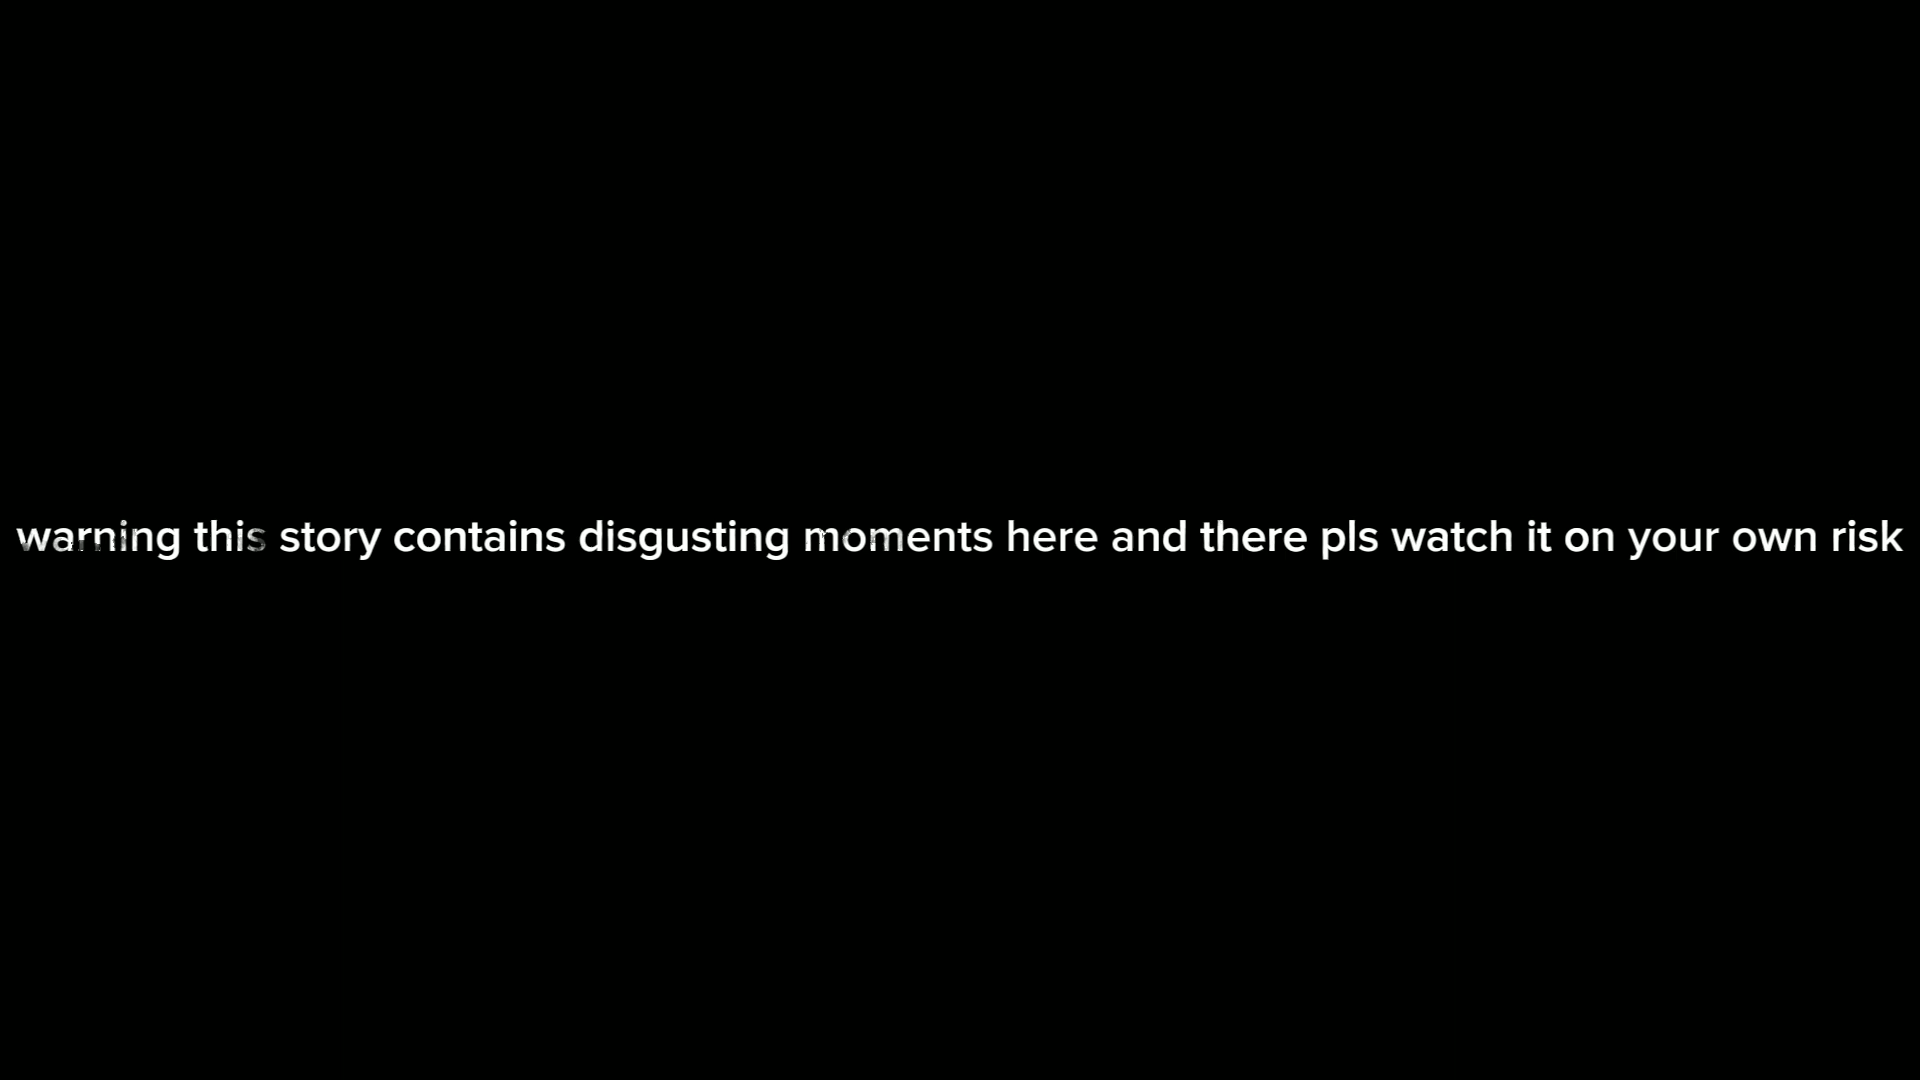 warning this story contains disgusting moments here and there pls watch it on your own risk